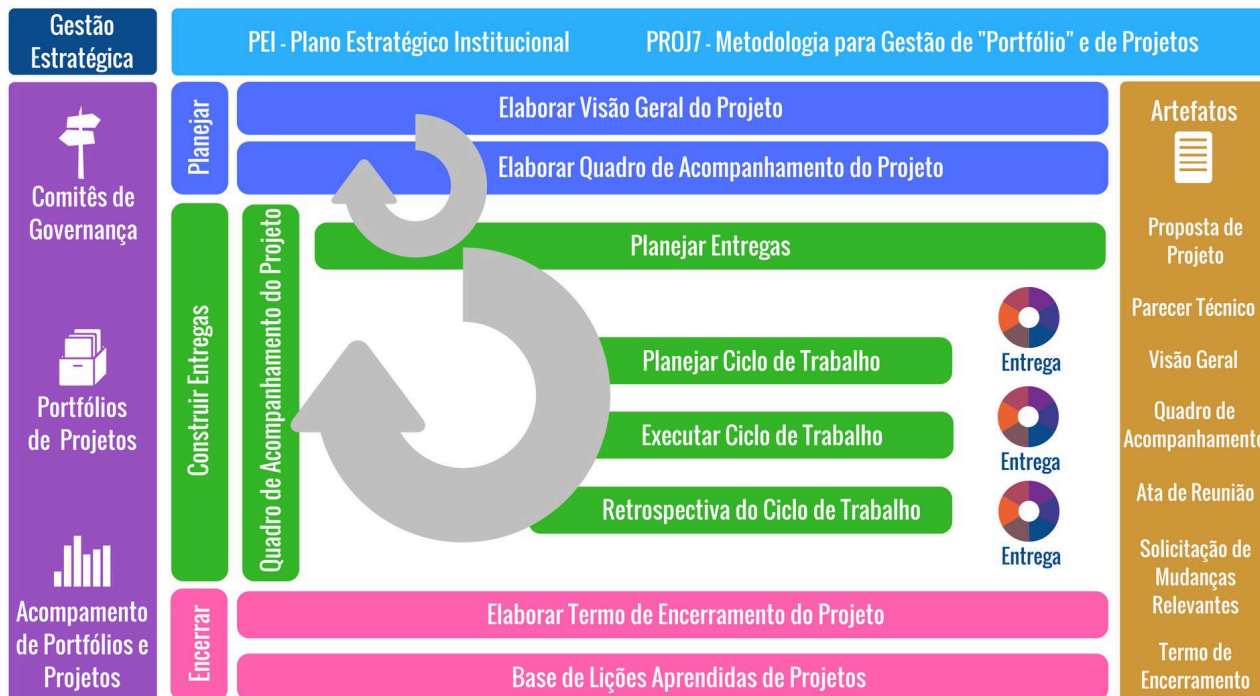 Gestão
Estratégica
PEI - Plano Estratégico Institucional
PROJ7 - Metodologia para Gestão de "Portfólio" e de Projetos
Comitês de
Governança
Portfólios
de Projetos
Acompamento
de Portfólios e
Projetos
Planejar
Elaborar Visão Geral do Projeto
Elaborar Quadro de Acompanhamento do Projeto
Construir Entregas
Quadro de Acompanhamento do Projeto
Planejar Entregas
Planejar Ciclo de Trabalho
Entrega
Executar Ciclo de Trabalho
Entrega
Retrospectiva do Ciclo de Trabalho
Entrega
Encerrar
Elaborar Termo de Encerramento do Projeto
Base de Lições Aprendidas de Projetos
Artefatos
Proposta de
Projeto
Parecer Técnico
Visão Geral
Quadro de
Acompanhamento
Ata de Reunião
Solicitação de
Mudanças
Relevantes
Termo de
Encerramento